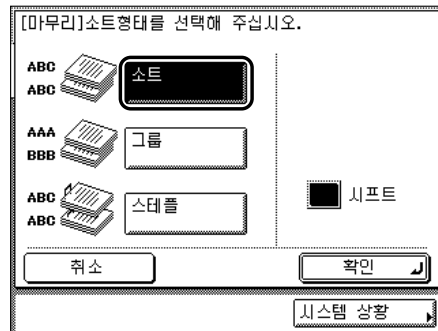 [마무리]소트형태를 선택해 주십시오.
ABC
ABC
소트
AAA
BBB
그룹
ABC
ABC
스테플
시프트
취소
확인
시스템 상황